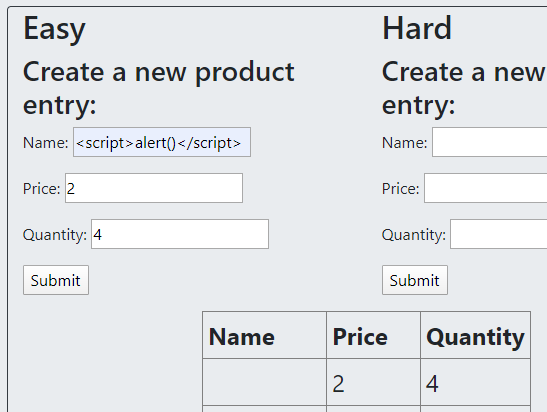 Easy
Create a new product
entry:
Name: <script>alert()</script>
Price: 2
Quantity: 4
Submit
Hard
Create a new
entry:
Name:
Price:
Quantity:
Submit
Name Price Quantity
2 4